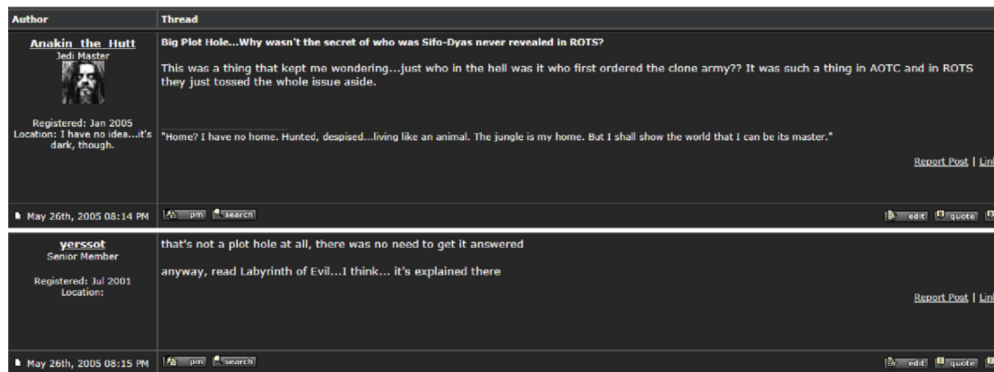 Author Thread
Anakin the Hutt
Jedi Master
Registered: Jan 2005
Location: I have no idea...it's
dark, though.
Big Plot Hole...Why wasn't the secret of who was Sifo-Dyas never revealed in ROTS?
This was a thing that kept me wondering...just who in the hell was it who first ordered the clone army?? It was such a thing in AOTC and in ROTS
they just tossed the whole issue aside.
"Home? I have no home. Hunted, despised...living like an animal. The jungle is my home. But I shall show the world that I can be its master."
Report Post | Lin
May 26th, 2005 08:14 PM pm search edit quote
yerssot
Senior Member
Registered: Jul 2001
Location:
that's not a plot hole at all, there was no need to get it answered
anyway, read Labyrinth of Evil...I think... it's explained there
Report Post | Lin
May 26th, 2005 08:15 PM pm search edit quote